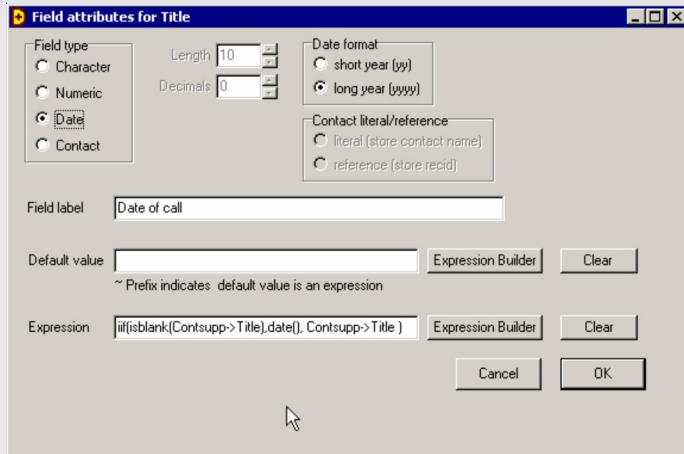 Field attributes for Title
Field type
Character
Numeric
Date
Contact
Length 10
Decimals 0
Date format
short year (yy)
long year (yyyy)
Contact literal/reference
literal (store contact name)
reference (store recid)
Field label Date of call
Default value Expression Builder Clear
~ Prefix indicates default value is an expression
Expression iif(isblank(Contsupp->Title),date(), Contsupp->Title ) Expression Builder Clear
Cancel OK